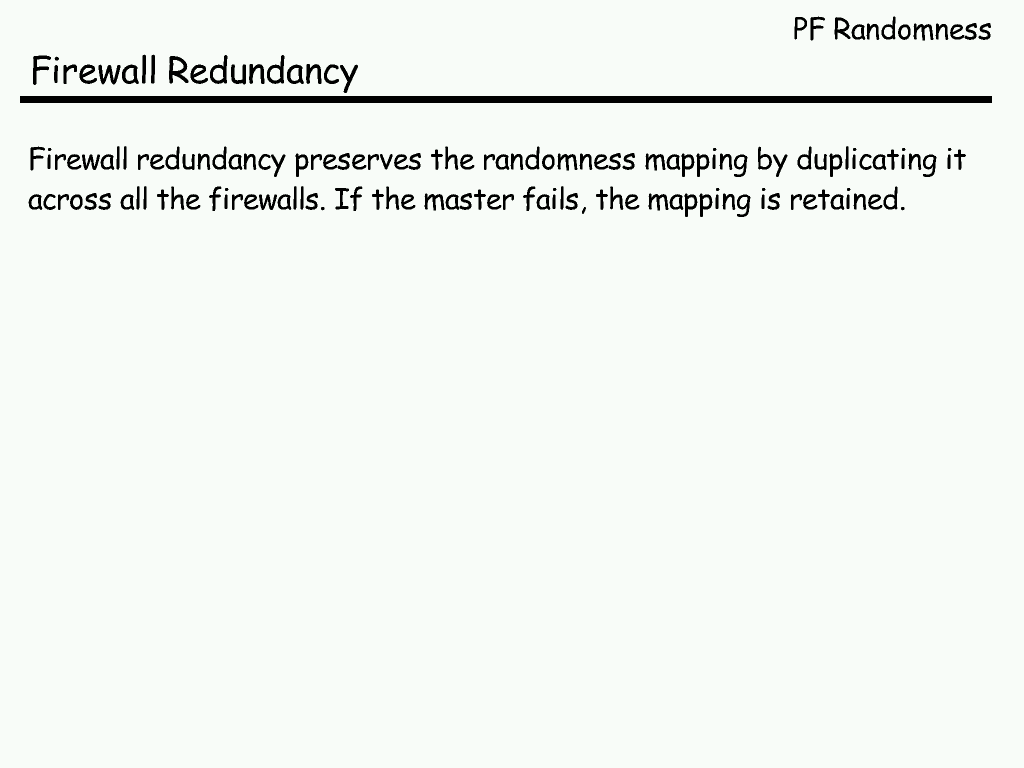 PF Randomness
Firewall Redundancy
Firewall redundancy preserves the randomness mapping by duplicating it
across all the firewalls. If the master fails, the mapping is retained.